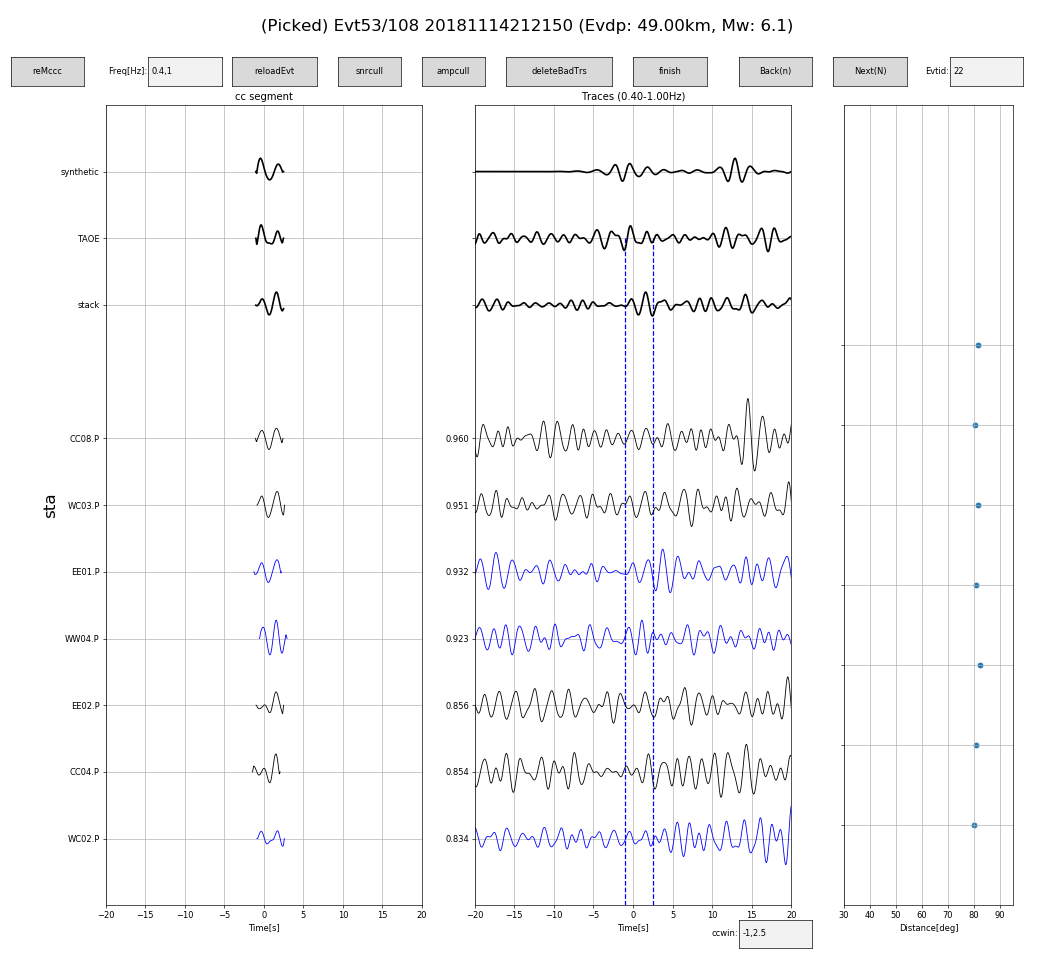 (Picked) Evt53/108 20181114212150 (Evdp: 49.00km, Mw: 6.1)
reMccc Freq[Hz]: 0.4,1 reloadEvt snrcull ampcull deleteBadTrs finish Back(n) Next(N) Evtid: 22
cc segment Traces (0.40-1.00Hz)
synthetic
TAOE
stack
CC08.P 0.960
WC03.P 0.951
sta
EE01.P 0.932
WW04.P 0.923
EE02.P 0.856
CC04.P 0.854
WC02.P 0.834
−20 −15 −10 −5 0 5 10 15 20 −20 −15 −10 −5 0 5 10 15 20 30 40 50 60 70 80 90
Time[s] Time[s] Distance[deg]
ccwin: -1,2.5